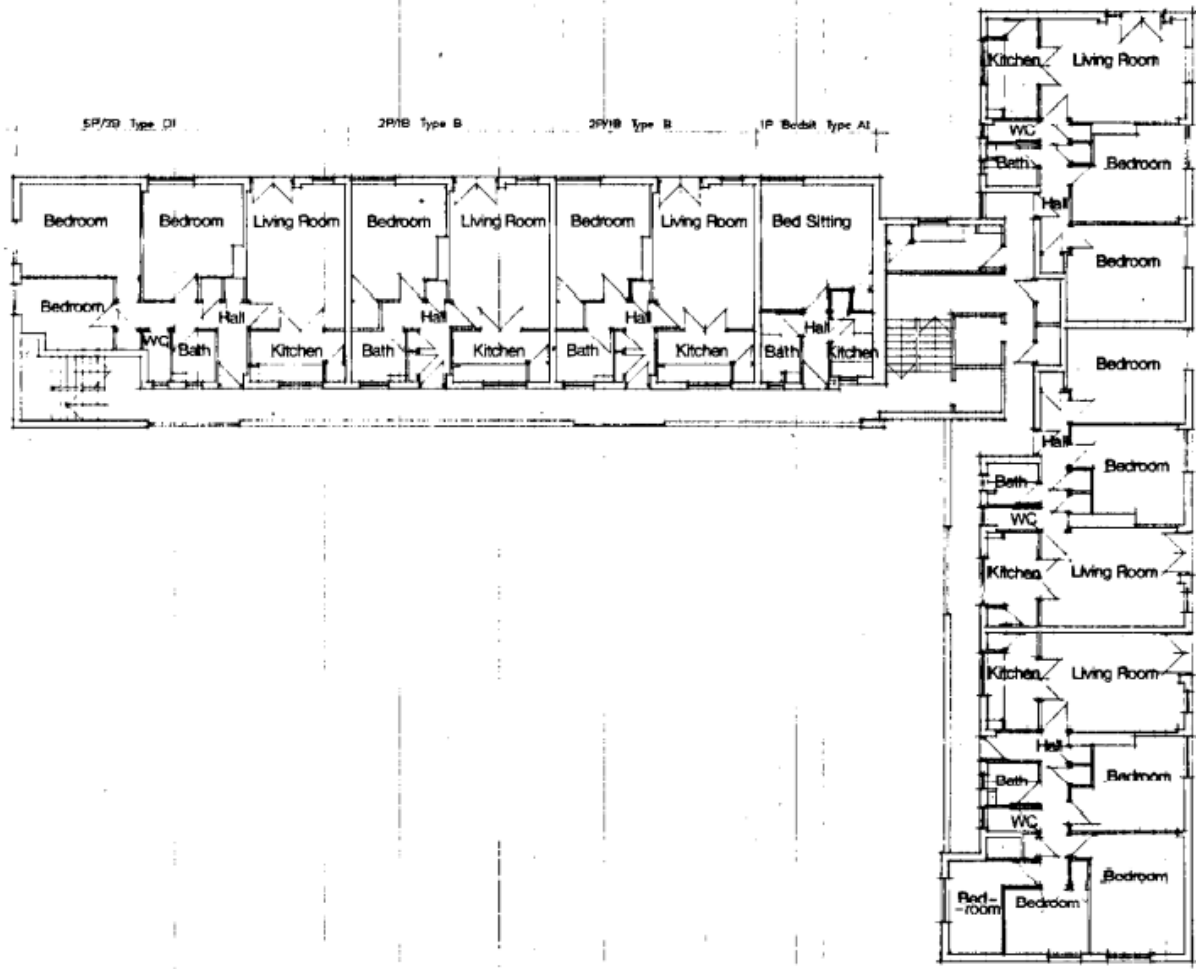 Kitchen Living Room
5P/3B Type D1 2P/1B Type B 2P/1B Type B 1P Bedsit Type A1
WC
Bath Bedroom
Hall
Bedroom Bedroom Living Room Bedroom Living Room Bedroom Living Room Bed Sitting
Bedroom
Bedroom Hall Hall Hall Hall
WC Bath Kitchen Bath Kitchen Bath Kitchen Bath Kitchen
Bedroom
Hall
Bedroom
Bath
WC
Kitchen Living Room
Kitchen Living Room
Hall
Bath Bedroom
WC
Bedroom
Bed-
-room Bedroom